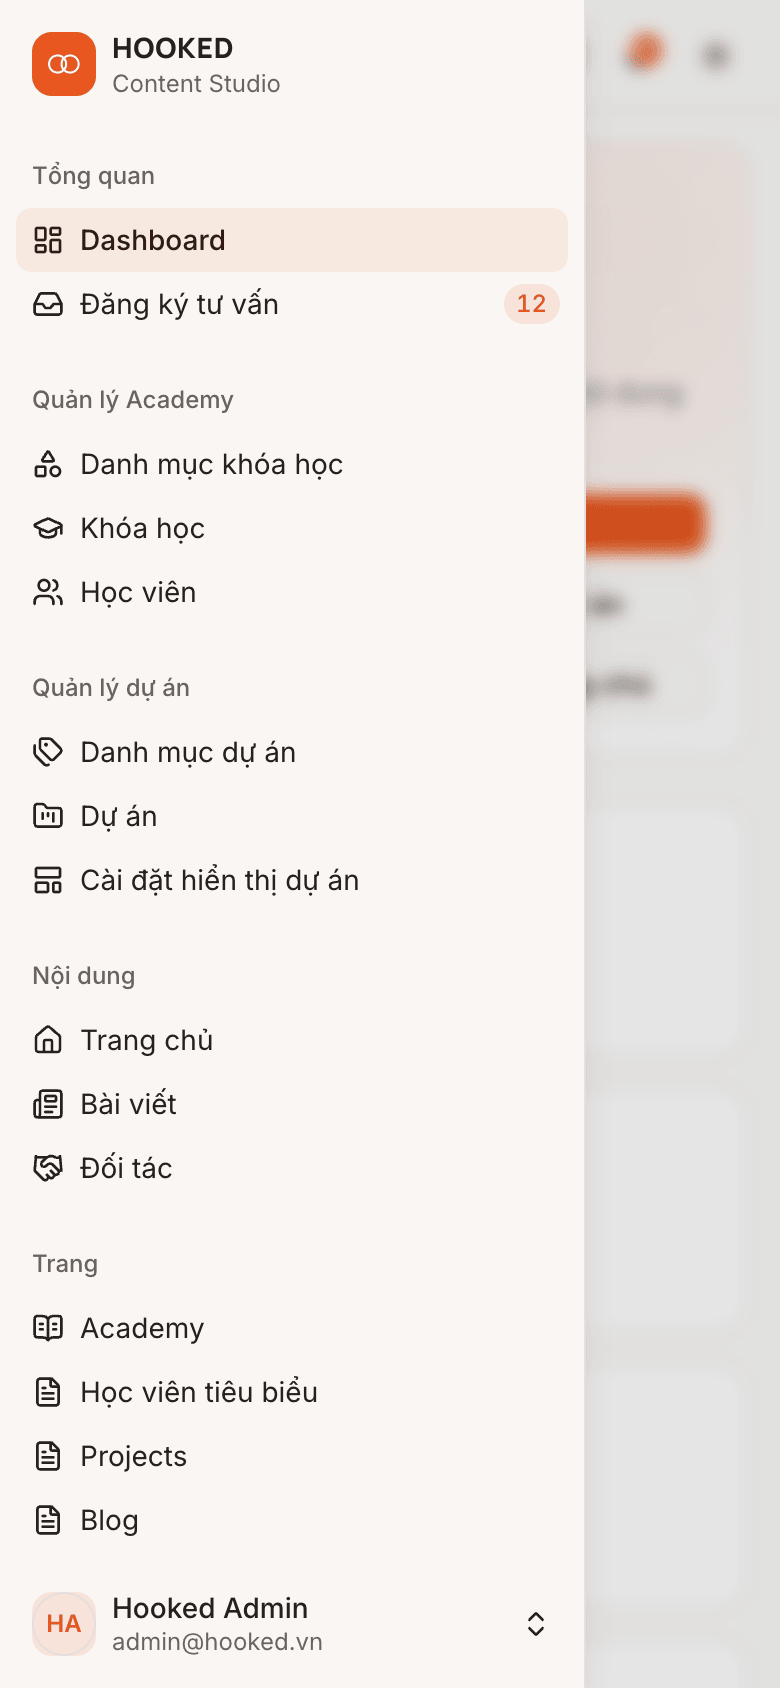 HOOKED
Content Studio
Tổng quan
Dashboard
Đăng ký tư vấn 12
Quản lý Academy
Danh mục khóa học
Khóa học
Học viên
Quản lý dự án
Danh mục dự án
Dự án
Cài đặt hiển thị dự án
Nội dung
Trang chủ
Bài viết
Đối tác
Trang
Academy
Học viên tiêu biểu
Projects
Blog
HA
Hooked Admin
admin@hooked.vn